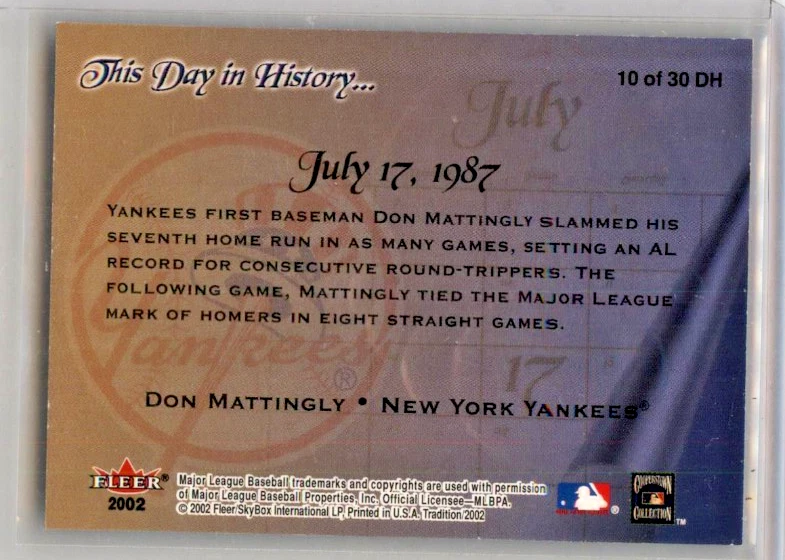 This Day in History...
10 of 30 DH
July
July 17, 1987
YANKEES FIRST BASEMAN DON MATTINGLY SLAMMED HIS
SEVENTH HOME RUN IN AS MANY GAMES, SETTING AN AL
RECORD FOR CONSECUTIVE ROUND-TRIPPERS. THE
FOLLOWING GAME, MATTINGLY TIED THE MAJOR LEAGUE
MARK OF HOMERS IN EIGHT STRAIGHT GAMES.
Yankees®
17
DON MATTINGLY • NEW YORK YANKEES®
FLEER®
2002
Major League Baseball trademarks and copyrights are used with permission
of Major League Baseball Properties, Inc. Official Licensee—MLBPA.
© 2002 Fleer/SkyBox International LP, Printed in U.S.A. Tradition 2002
®
COOPERSTOWN
COLLECTION
TM